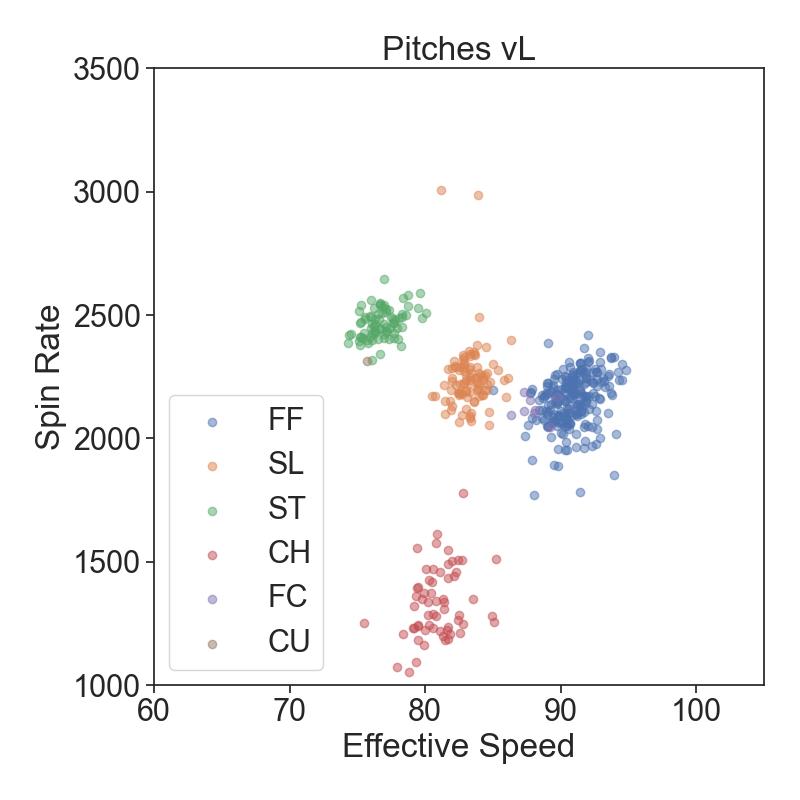 Pitches vL
3500
3000
2500
2000
1500
1000
Spin Rate
FF
SL
ST
CH
FC
CU
60 70 80 90 100
Effective Speed